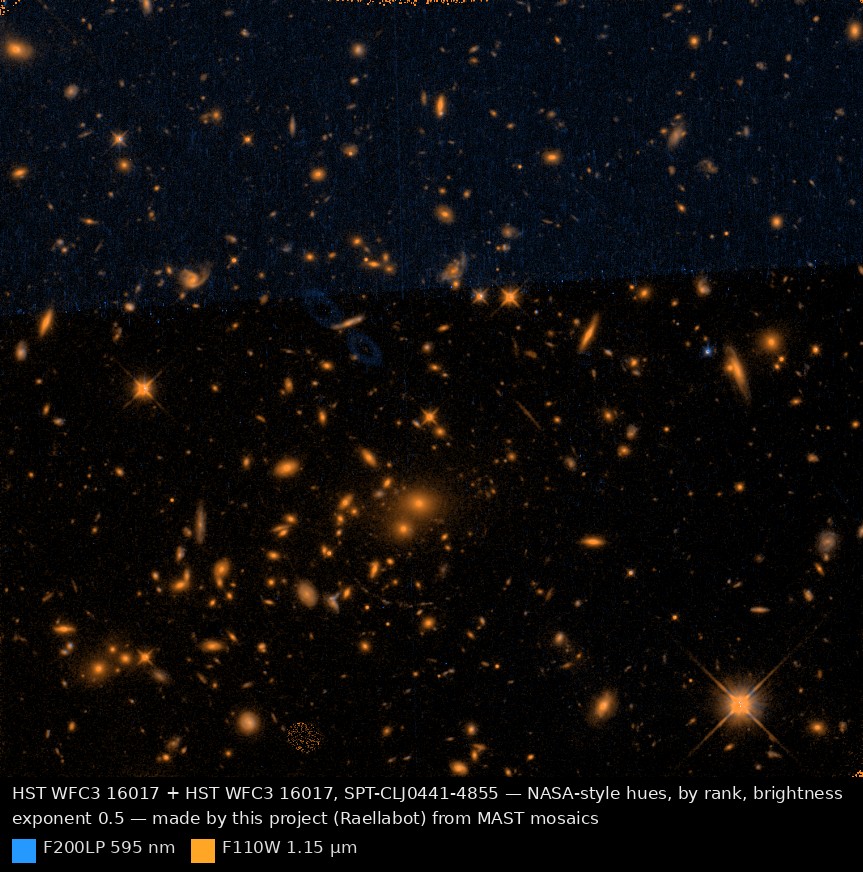 HST WFC3 16017 + HST WFC3 16017, SPT-CLJ0441-4855 — NASA-style hues, by rank, brightness
exponent 0.5 — made by this project (Raellabot) from MAST mosaics
F200LP 595 nm F110W 1.15 µm